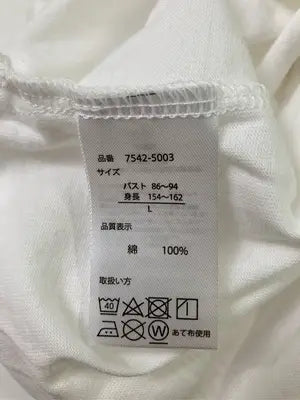 品番 7542-5003
サイズ
バスト 86～94
身長 154～162
L
品質表示
綿 100%
取扱い方
40
W あて布使用